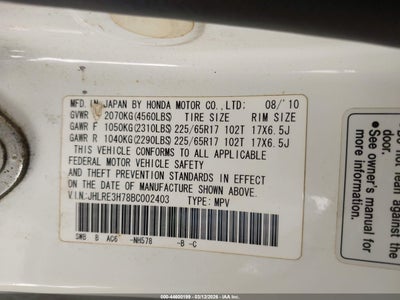 MFD. IN JAPAN BY HONDA MOTOR CO.,LTD: 08/'10
GVWR 2070KG(4560LBS) TIRE SIZE RIM SIZE
GAWR F 1050KG(2310LBS) 225/65R17 102T 17X6.5J
GAWR R 1040KG(2290LBS) 225/65R17 102T 17X6.5J
THIS VEHICLE CONFORMS TO ALL APPLICABLE
FEDERAL MOTOR VEHICLE SAFETY
AND THEFT PREVENTION STANDARDS IN EFFECT
ON THE DATE OF MANUFACTURE SHOWN ABOVE.
V.I.N:JHLRE3H78BC002403 TYPE: MPV
SWB B AC6 -NH578 -B -C
door.
See owner's manual for
more information.
000-44600199 - 03/12/2026 - IAA